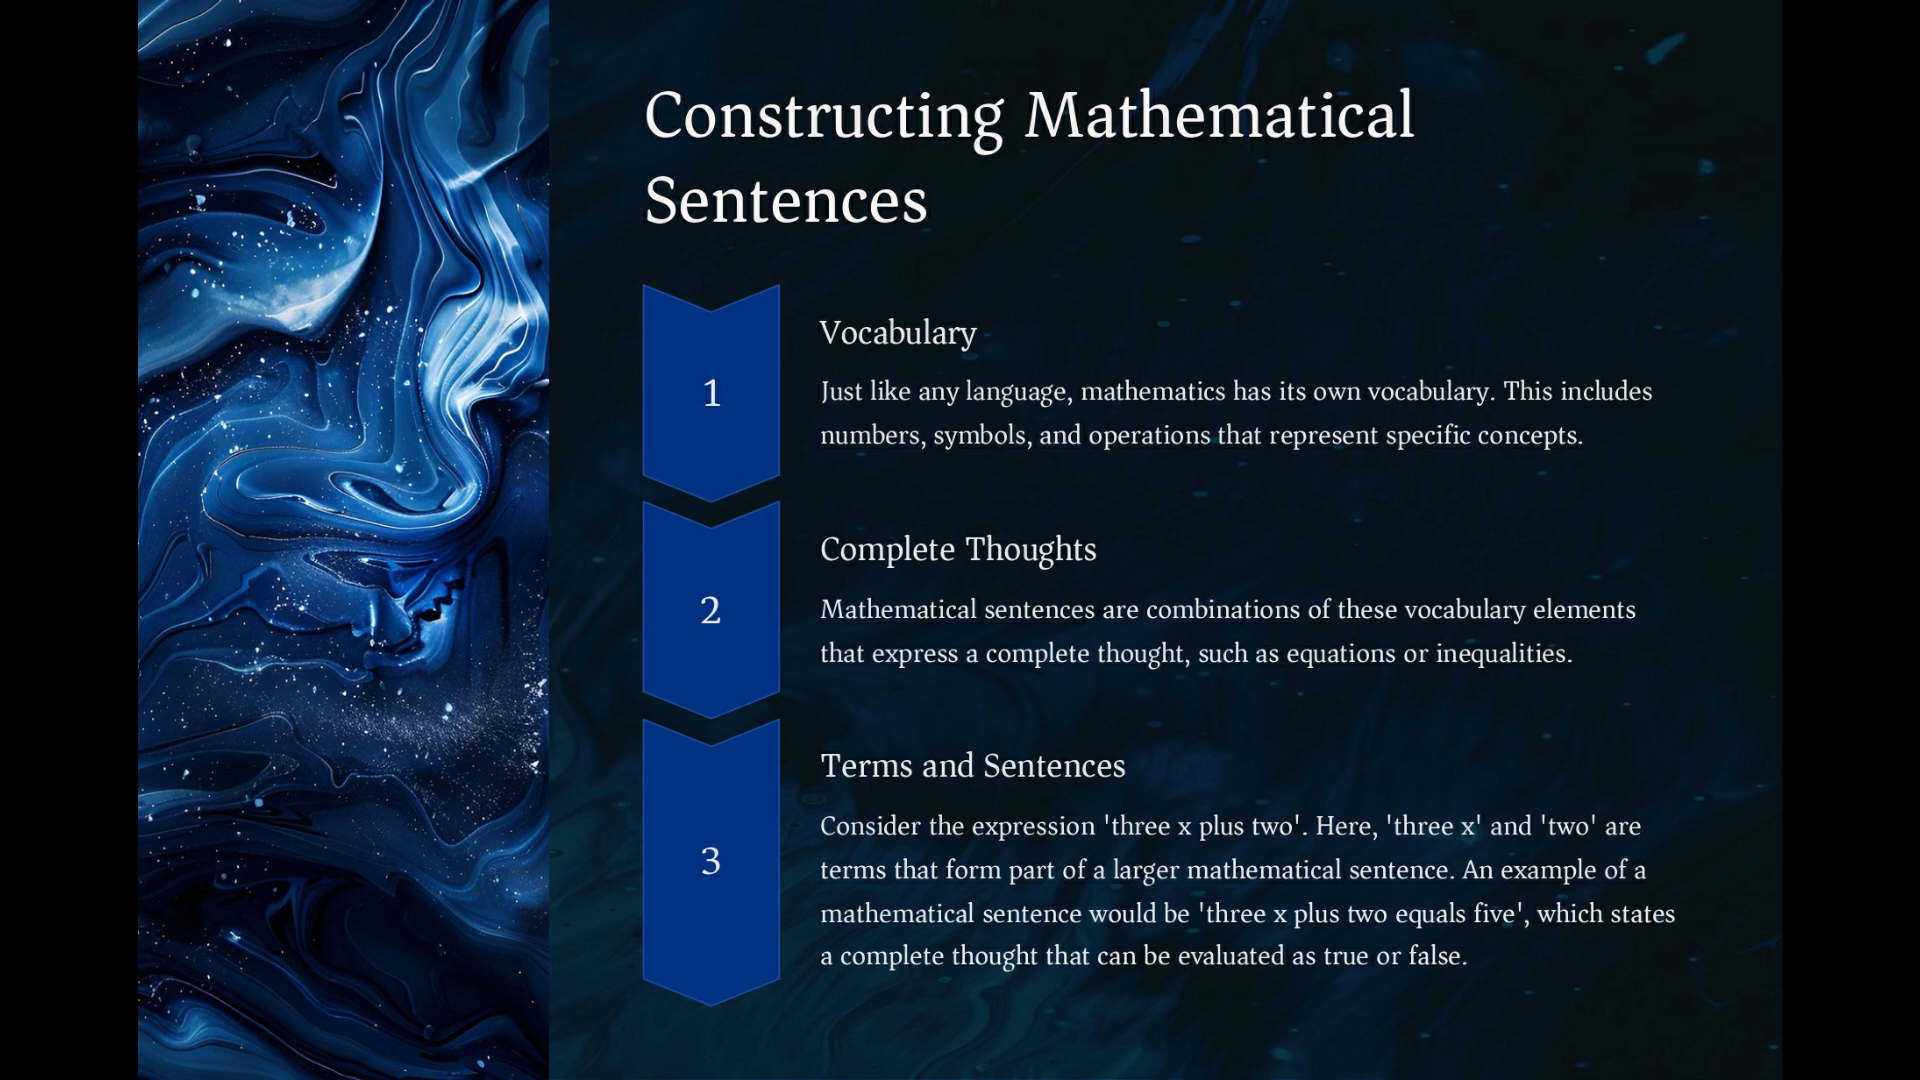 Constructing Mathematical
Sentences
1
Vocabulary
Just like any language, mathematics has its own vocabulary. This includes
numbers, symbols, and operations that represent specific concepts.
2
Complete Thoughts
Mathematical sentences are combinations of these vocabulary elements
that express a complete thought, such as equations or inequalities.
3
Terms and Sentences
Consider the expression 'three x plus two'. Here, 'three x' and 'two' are
terms that form part of a larger mathematical sentence. An example of a
mathematical sentence would be 'three x plus two equals five', which states
a complete thought that can be evaluated as true or false.